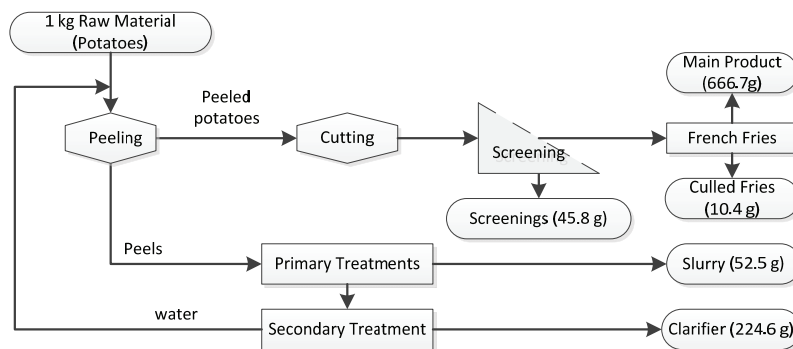 1 kg Raw Material
(Potatoes)
Main Product
(666.7g)
Peeled
potatoes
Peeling
Cutting
Screening
French Fries
Screenings (45.8 g)
Culled Fries
(10.4 g)
Peels
Primary Treatments
Slurry (52.5 g)
water
Secondary Treatment
Clarifier (224.6 g)